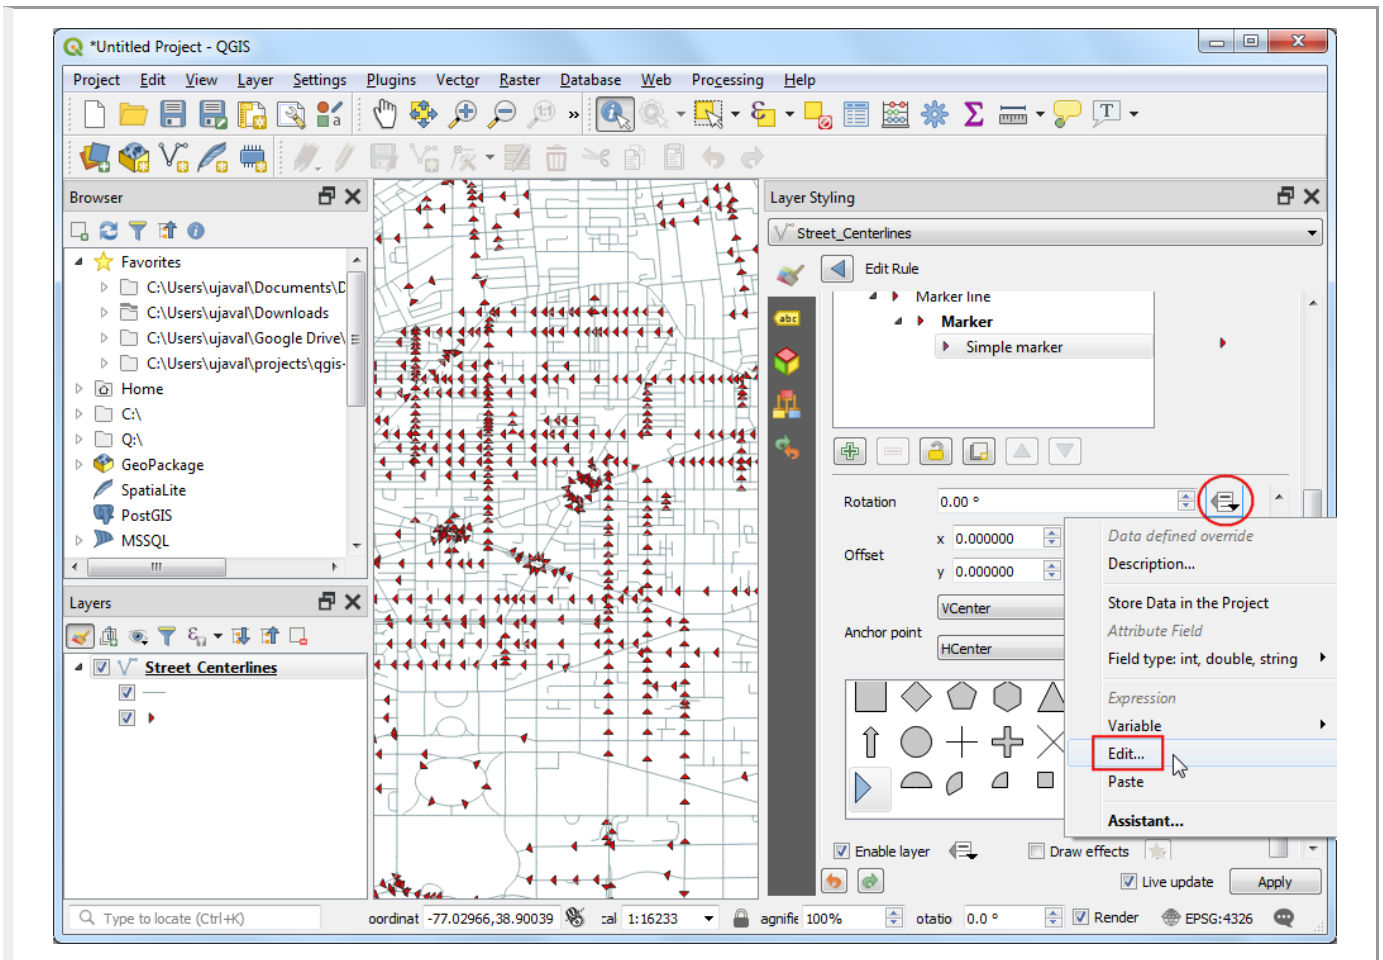 *Untitled Project - QGIS
Project Edit View Layer Settings Plugins Vector Raster Database Web Processing Help
1:1 » ε Σ T
a
Browser
Favorites
C:\Users\ujaval\Documents\D
C:\Users\ujaval\Downloads
C:\Users\ujaval\Google Drive\
C:\Users\ujaval\projects\qgis-
Home
C:\
Q:\
GeoPackage
SpatiaLite
PostGIS
MSSQL
Layers
Street Centerlines
Layer Styling
Street_Centerlines
Edit Rule
abc
Marker line
Marker
Simple marker
Rotation 0.00 °
Offset
x 0.000000
y 0.000000
Anchor point
VCenter
HCenter
Data defined override
Description...
Store Data in the Project
Attribute Field
Field type: int, double, string
Expression
Variable
Edit...
Paste
Assistant...
Enable layer Draw effects
Live update Apply
Type to locate (Ctrl+K) oordinat -77.02966,38.90039 :al 1:16233 agnifie 100% otatio 0.0 ° Render EPSG:4326